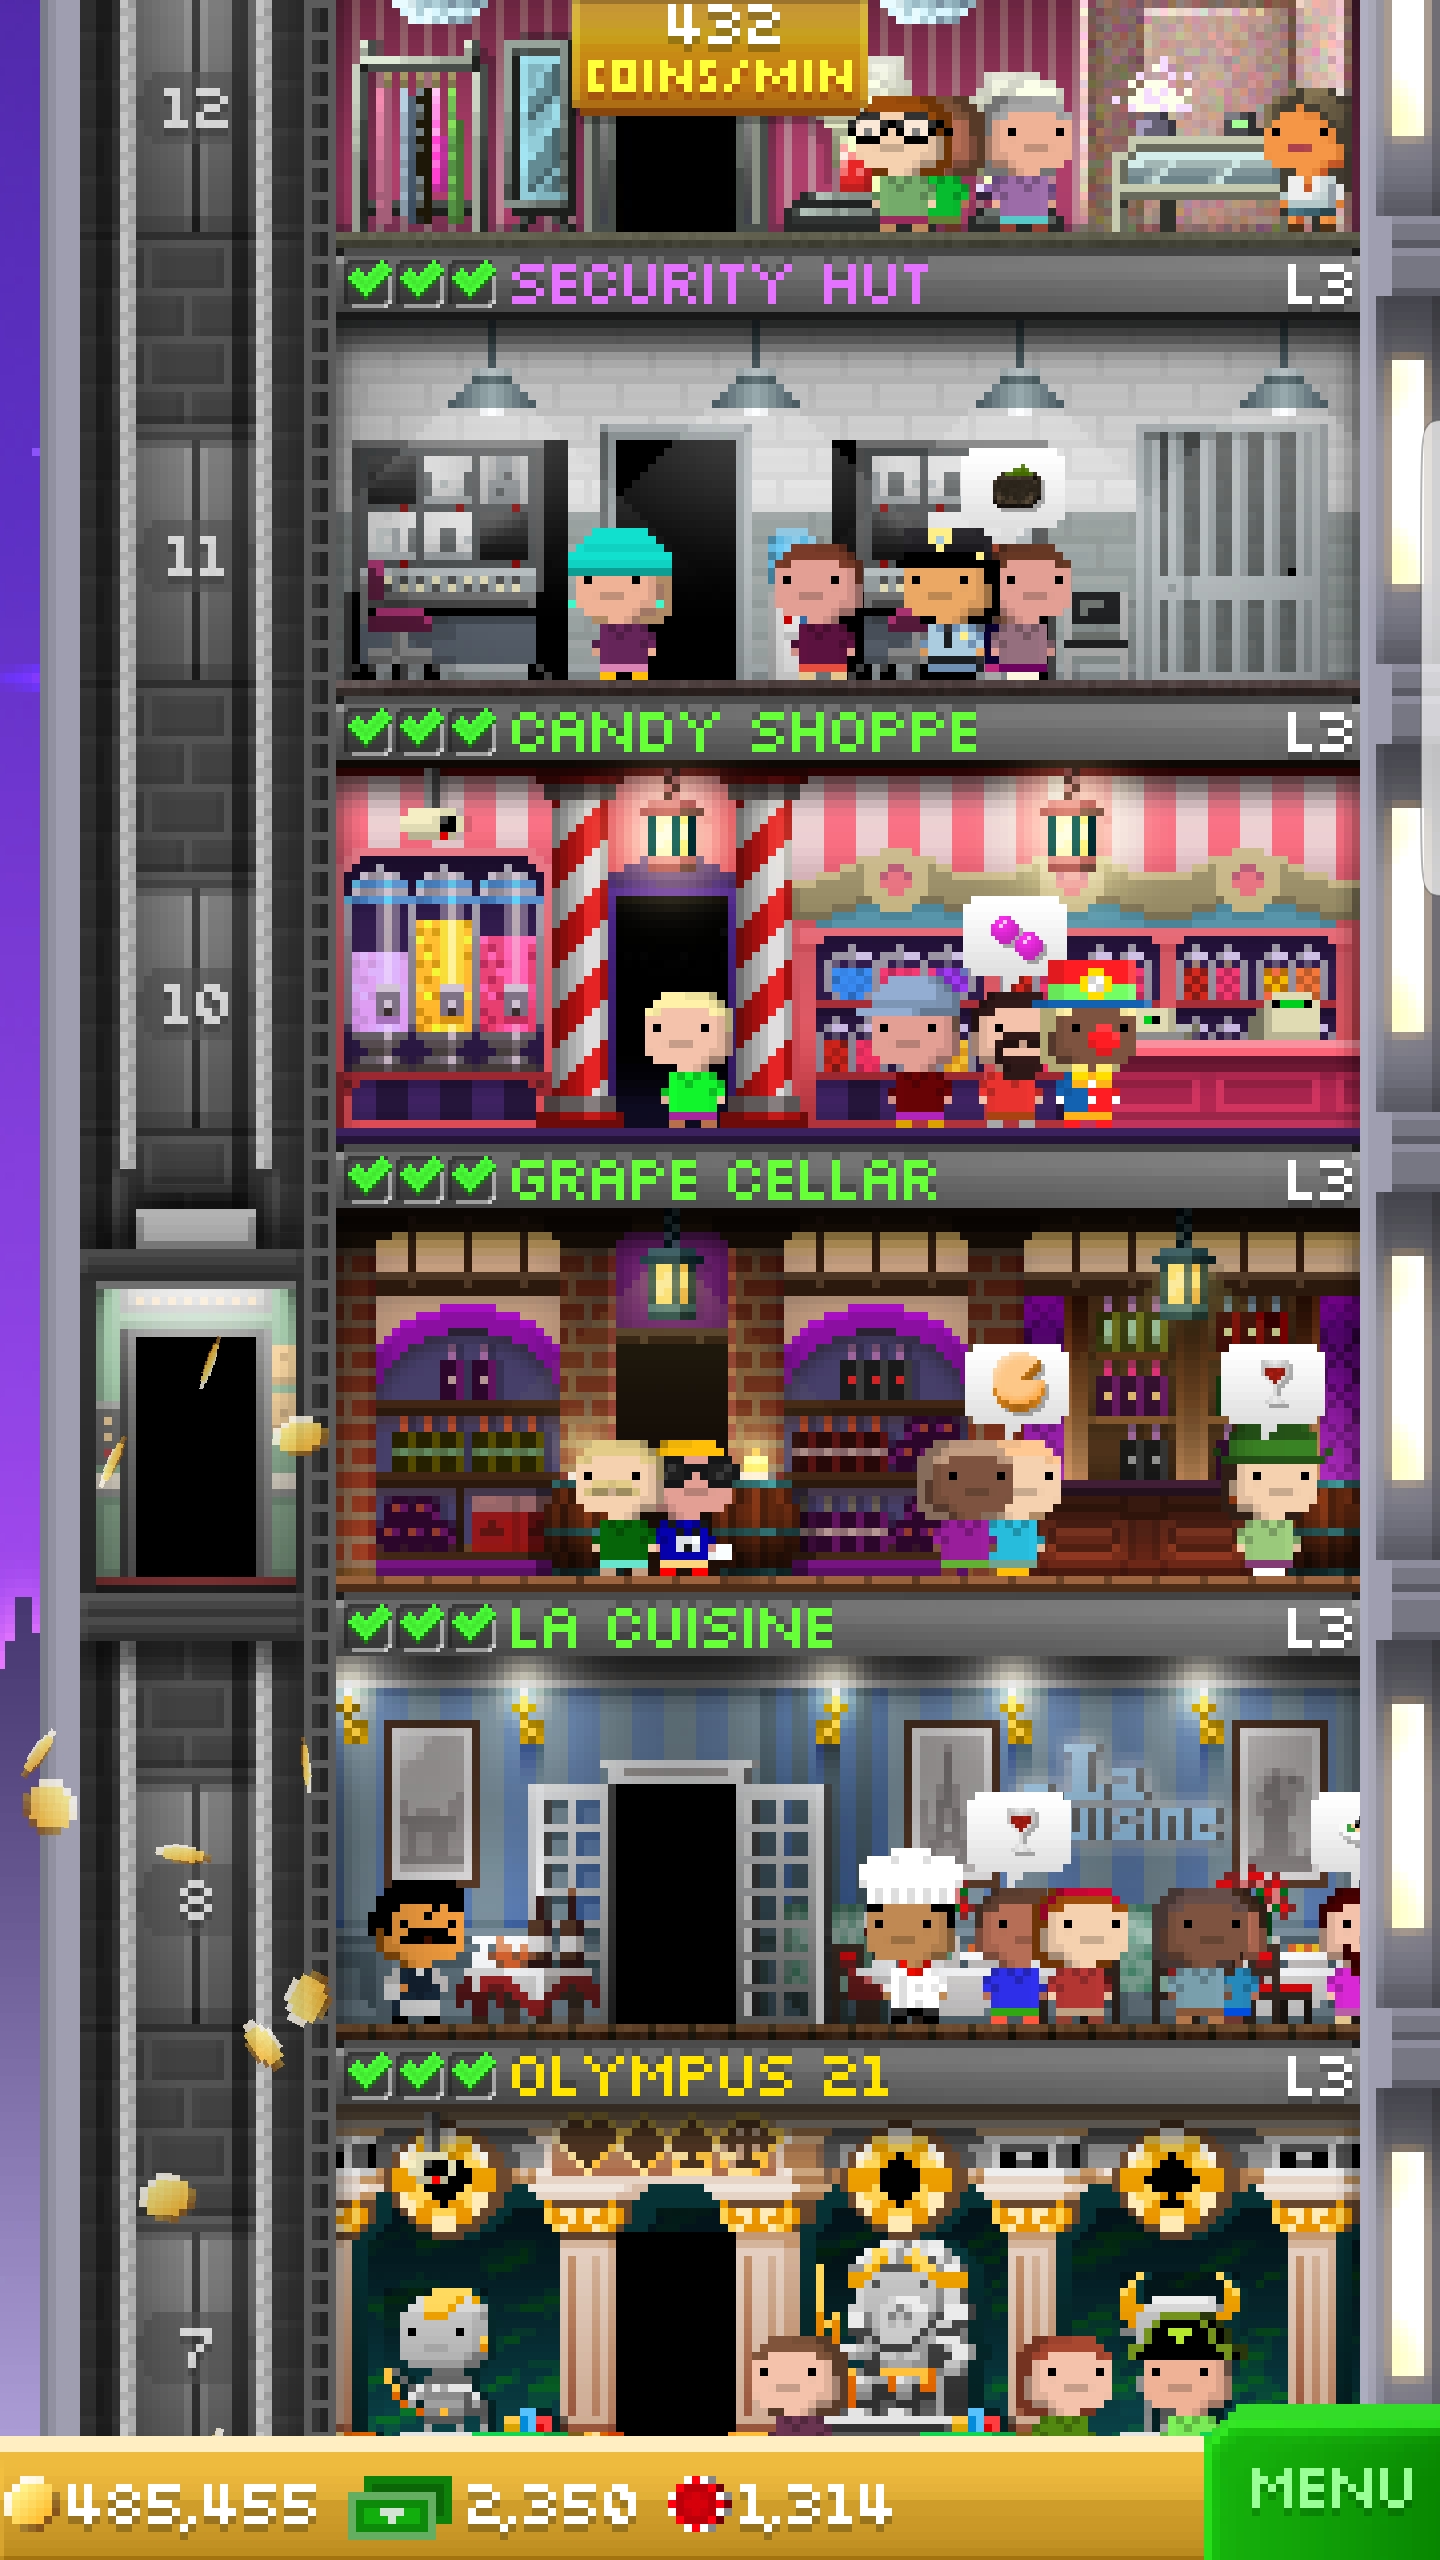 432
COINS/MIN
12
SECURITY HUT L3
11
CANDY SHOPPE L3
10
GRAPE CELLAR L3
LA CUISINE L3
La
uisine
8
OLYMPUS 21 L3
7
485,455 2,350 1,314 MENU